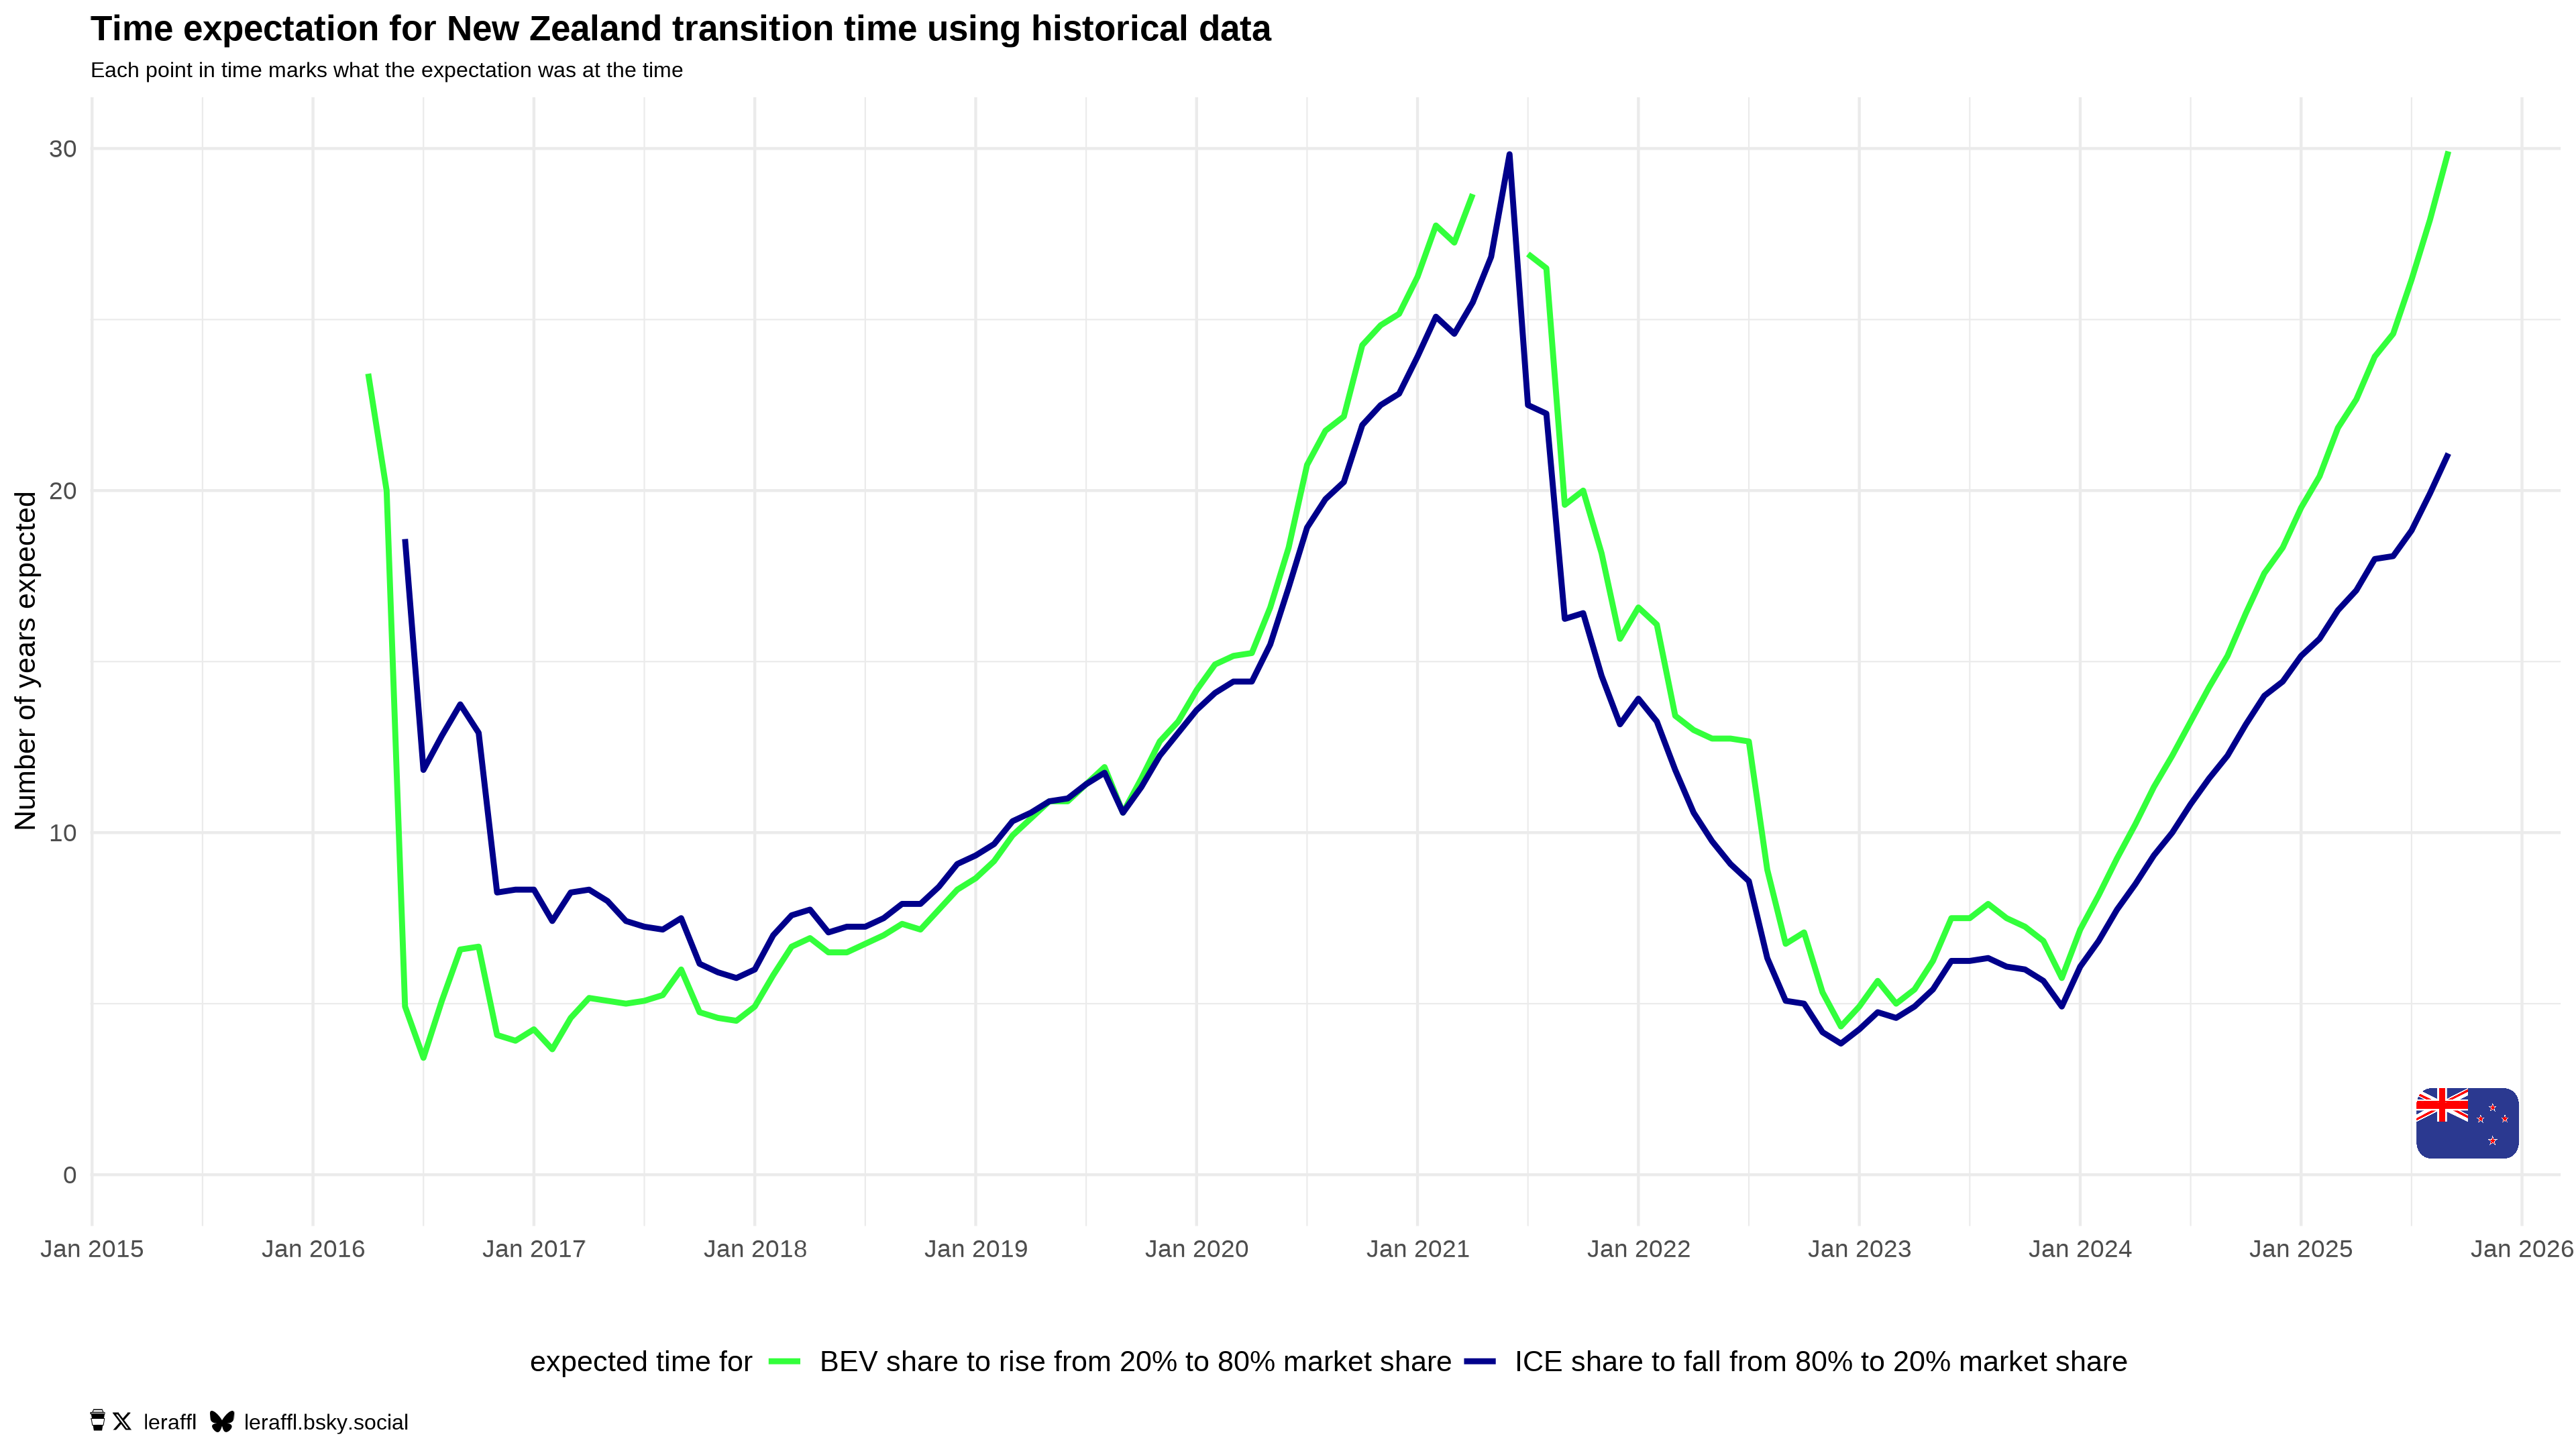 Time expectation for New Zealand transition time using historical data
Each point in time marks what the expectation was at the time
Number of years expected
30
20
10
0
Jan 2015 Jan 2016 Jan 2017 Jan 2018 Jan 2019 Jan 2020 Jan 2021 Jan 2022 Jan 2023 Jan 2024 Jan 2025 Jan 2026
expected time for BEV share to rise from 20% to 80% market share ICE share to fall from 80% to 20% market share
leraffl leraffl.bsky.social